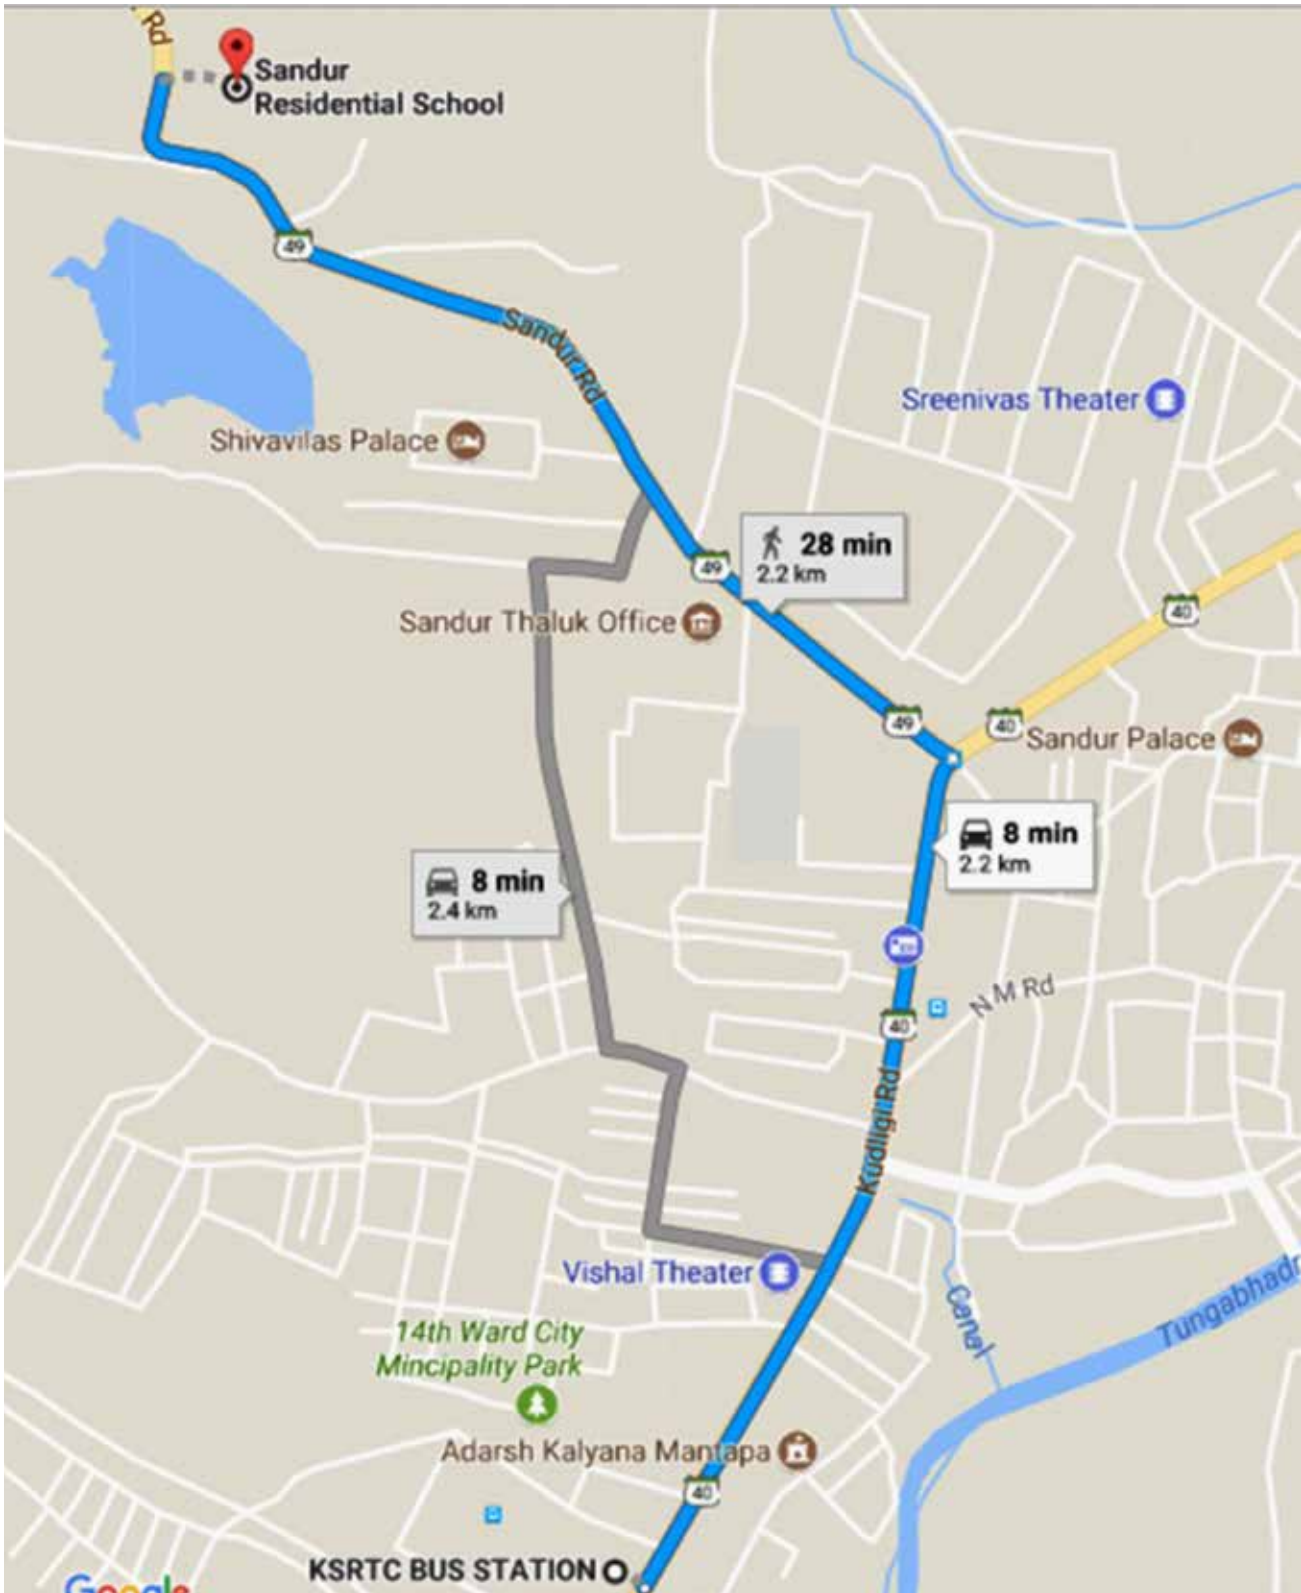 Rd
Sandur
Residential School
49
Sandur Rd
Sreenivas Theater
Shivavilas Palace
28 min
2.2 km
49
40
Sandur Thaluk Office
49
40
Sandur Palace
8 min
2.2 km
8 min
2.4 km
N M Rd
40
Kudligi Rd
Vishal Theater
Canal
Tungabhadr
14th Ward City
Mincipality Park
Adarsh Kalyana Mantapa
40
KSRTC BUS STATION
Google